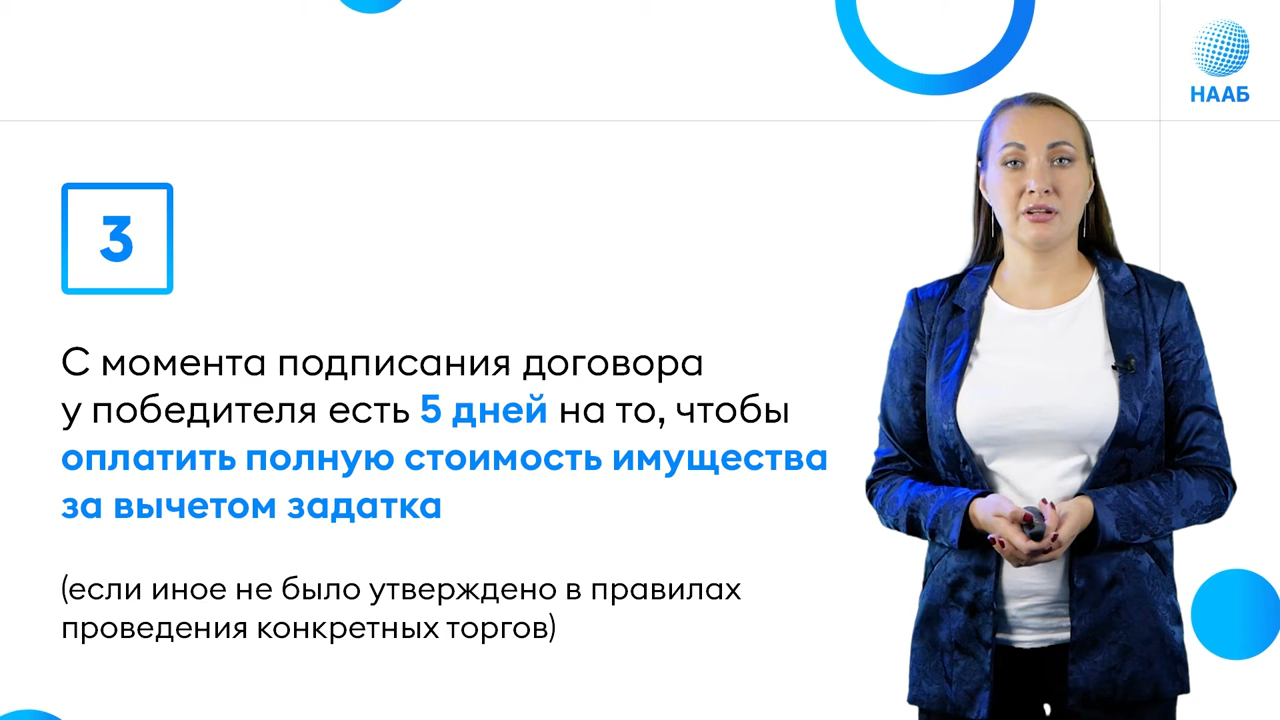 НААБ
3
С момента подписания договора
у победителя есть 5 дней на то, чтобы
оплатить полную стоимость имущества
за вычетом задатка
(если иное не было утверждено в правилах
проведения конкретных торгов)